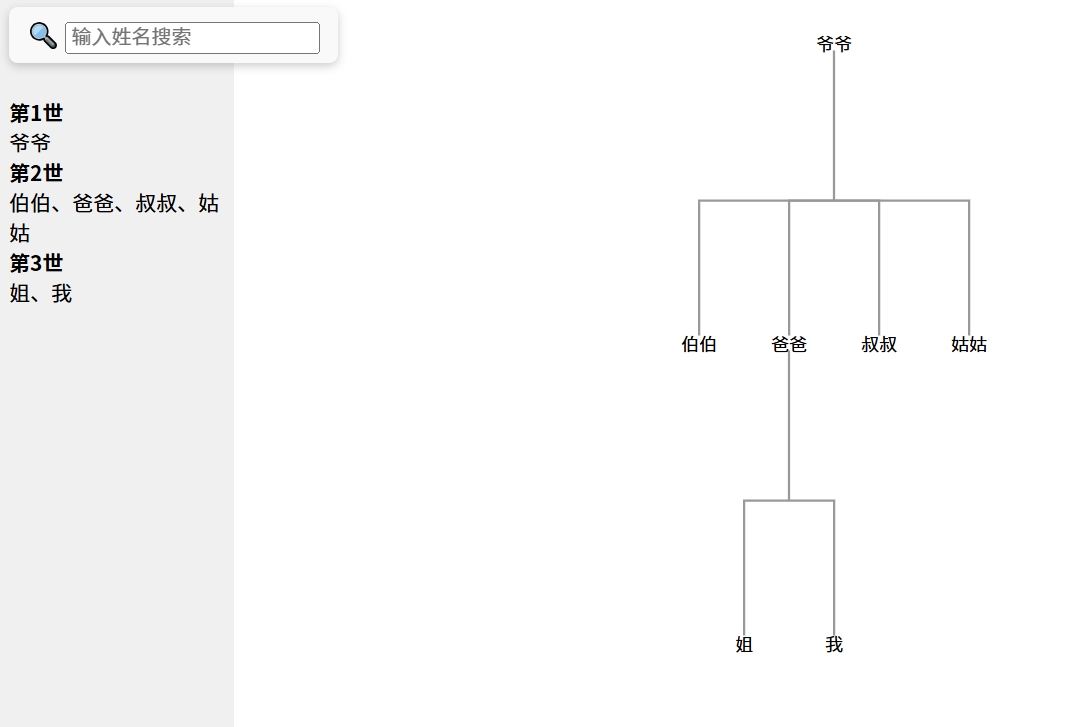 输入姓名搜索
第1世
爷爷
第2世
伯伯、爸爸、叔叔、姑
姑
第3世
姐、我
爷爷
伯伯 爸爸 叔叔 姑姑
姐 我